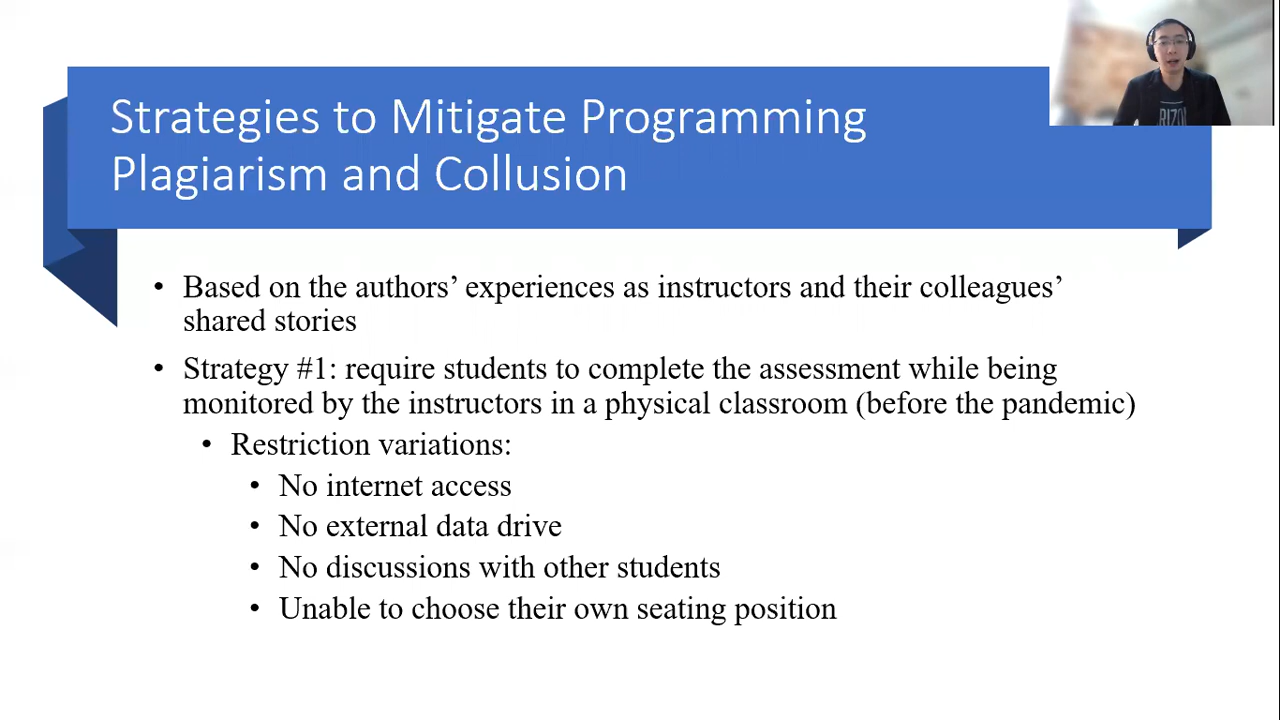 Strategies to Mitigate Programming
Plagiarism and Collusion
• Based on the authors’ experiences as instructors and their colleagues’
shared stories
• Strategy #1: require students to complete the assessment while being
monitored by the instructors in a physical classroom (before the pandemic)
• Restriction variations:
• No internet access
• No external data drive
• No discussions with other students
• Unable to choose their own seating position